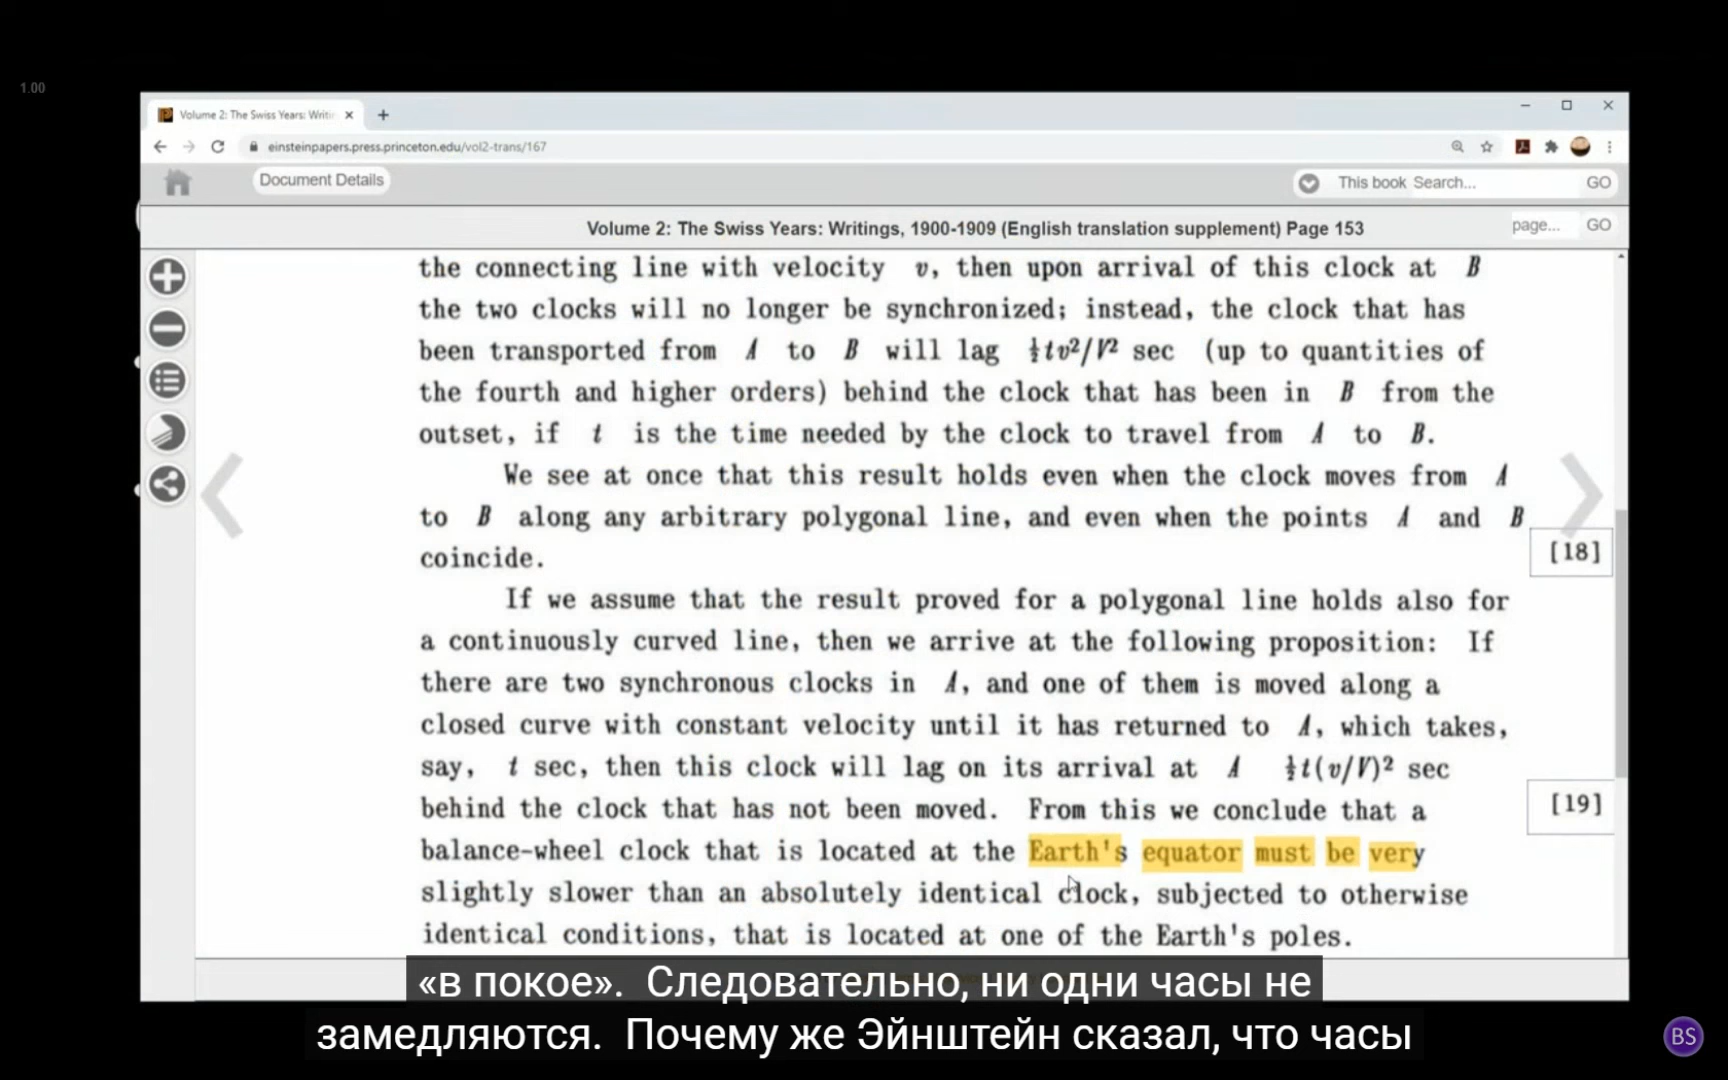 1.00
Volume 2: The Swiss Years: Writin
einsteinpapers.press.princeton.edu/vol2-trans/167
Document Details
This book Search... GO
Volume 2: The Swiss Years: Writings, 1900-1909 (English translation supplement) Page 153
page... GO
the connecting line with velocity v, then upon arrival of this clock at B
the two clocks will no longer be synchronized; instead, the clock that has
been transported from A to B will lag ½tv²/V² sec (up to quantities of
the fourth and higher orders) behind the clock that has been in B from the
outset, if t is the time needed by the clock to travel from A to B.
We see at once that this result holds even when the clock moves from A
to B along any arbitrary polygonal line, and even when the points A and B
coincide.
[18]
If we assume that the result proved for a polygonal line holds also for
a continuously curved line, then we arrive at the following proposition: If
there are two synchronous clocks in A, and one of them is moved along a
closed curve with constant velocity until it has returned to A, which takes,
say, t sec, then this clock will lag on its arrival at A ½t(v/V)² sec
[19]
behind the clock that has not been moved. From this we conclude that a
balance-wheel clock that is located at the Earth's equator must be very
slightly slower than an absolutely identical clock, subjected to otherwise
identical conditions, that is located at one of the Earth's poles.
«в покое». Следовательно, ни одни часы не
замедляются. Почему же Эйнштейн сказал, что часы
BS